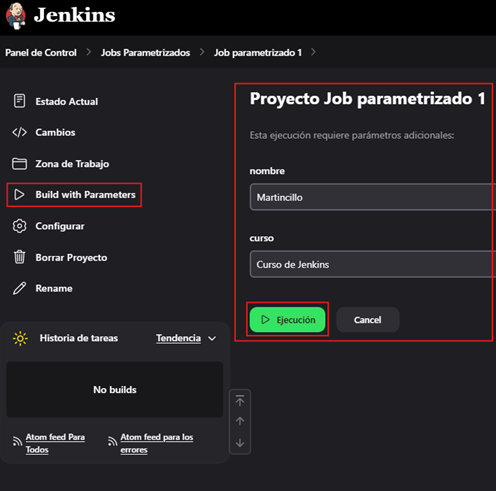 Jenkins
Panel de Control > Jobs Parametrizados > Job parametrizado 1 >
Estado Actual
Cambios
Zona de Trabajo
Build with Parameters
Configurar
Borrar Proyecto
Rename
Historia de tareas Tendencia
No builds
Atom feed Para
Todos
Atom feed para los
errores
Proyecto Job parametrizado 1
Esta ejecución requiere parámetros adicionales:
nombre
Martincillo
curso
Curso de Jenkins
Ejecución Cancel